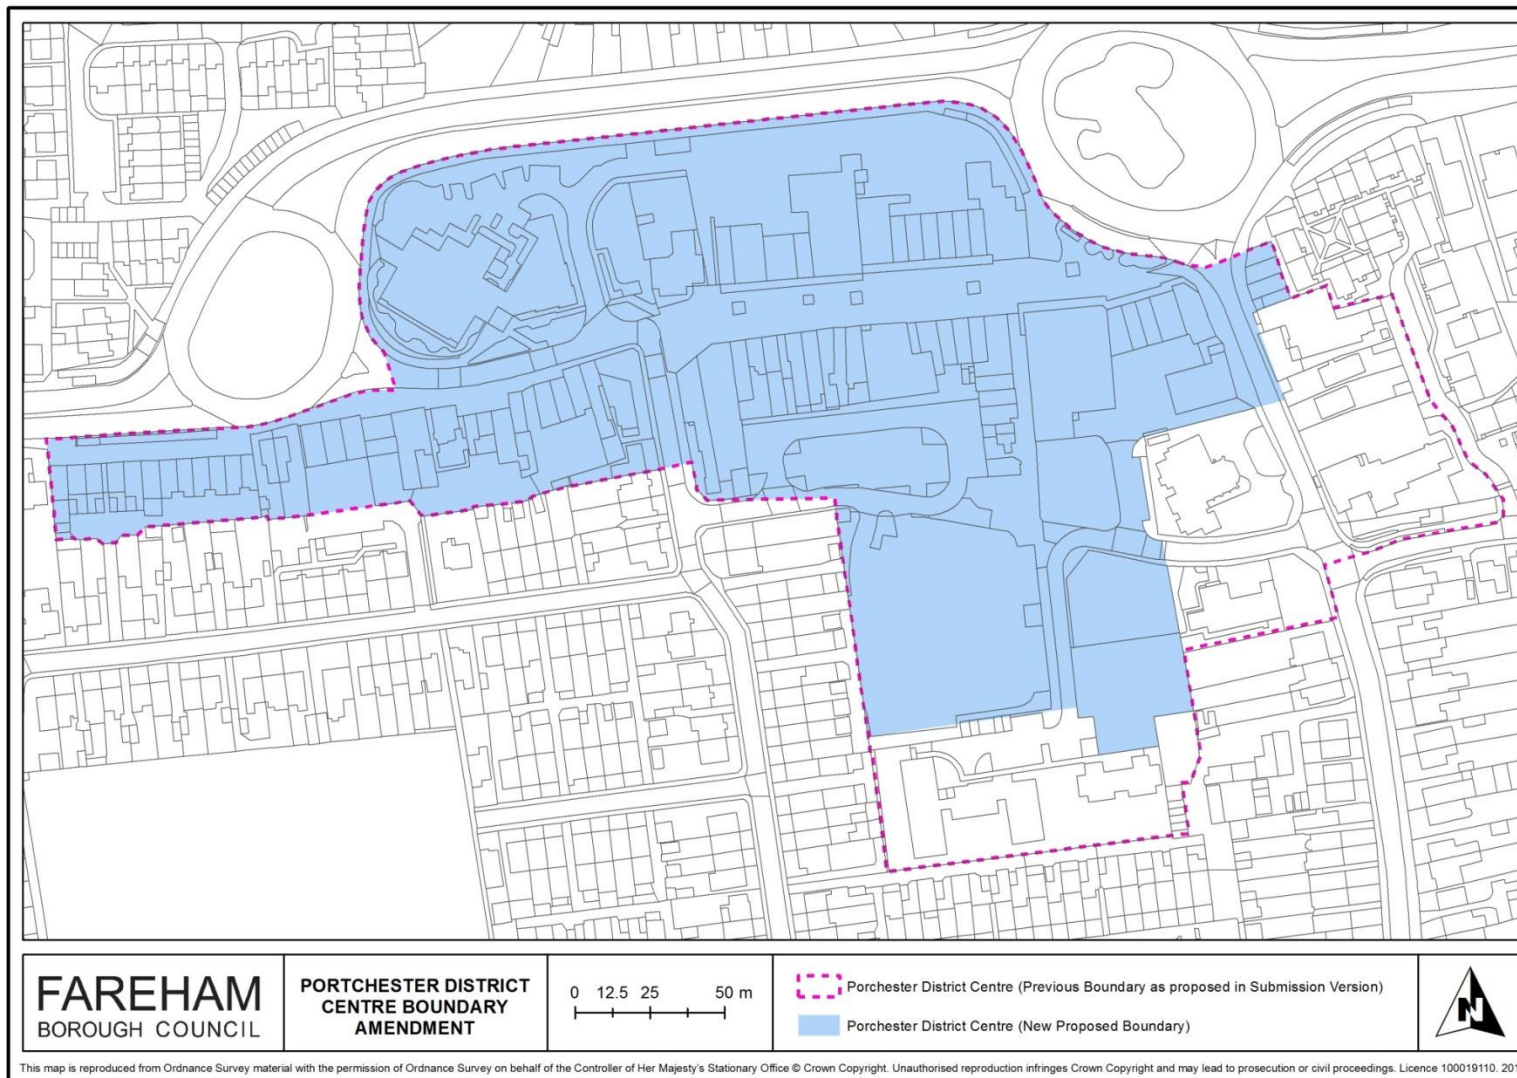 FAREHAM
BOROUGH COUNCIL
PORTCHESTER DISTRICT
CENTRE BOUNDARY
AMENDMENT
0 12.5 25 50 m
Porchester District Centre (Previous Boundary as proposed in Submission Version)
Porchester District Centre (New Proposed Boundary)
N
This map is reproduced from Ordnance Survey material with the permission of Ordnance Survey on behalf of the Controller of Her Majesty's Stationary Office © Crown Copyright. Unauthorised reproduction infringes Crown Copyright and may lead to prosecution or civil proceedings. Licence 100019110. 201